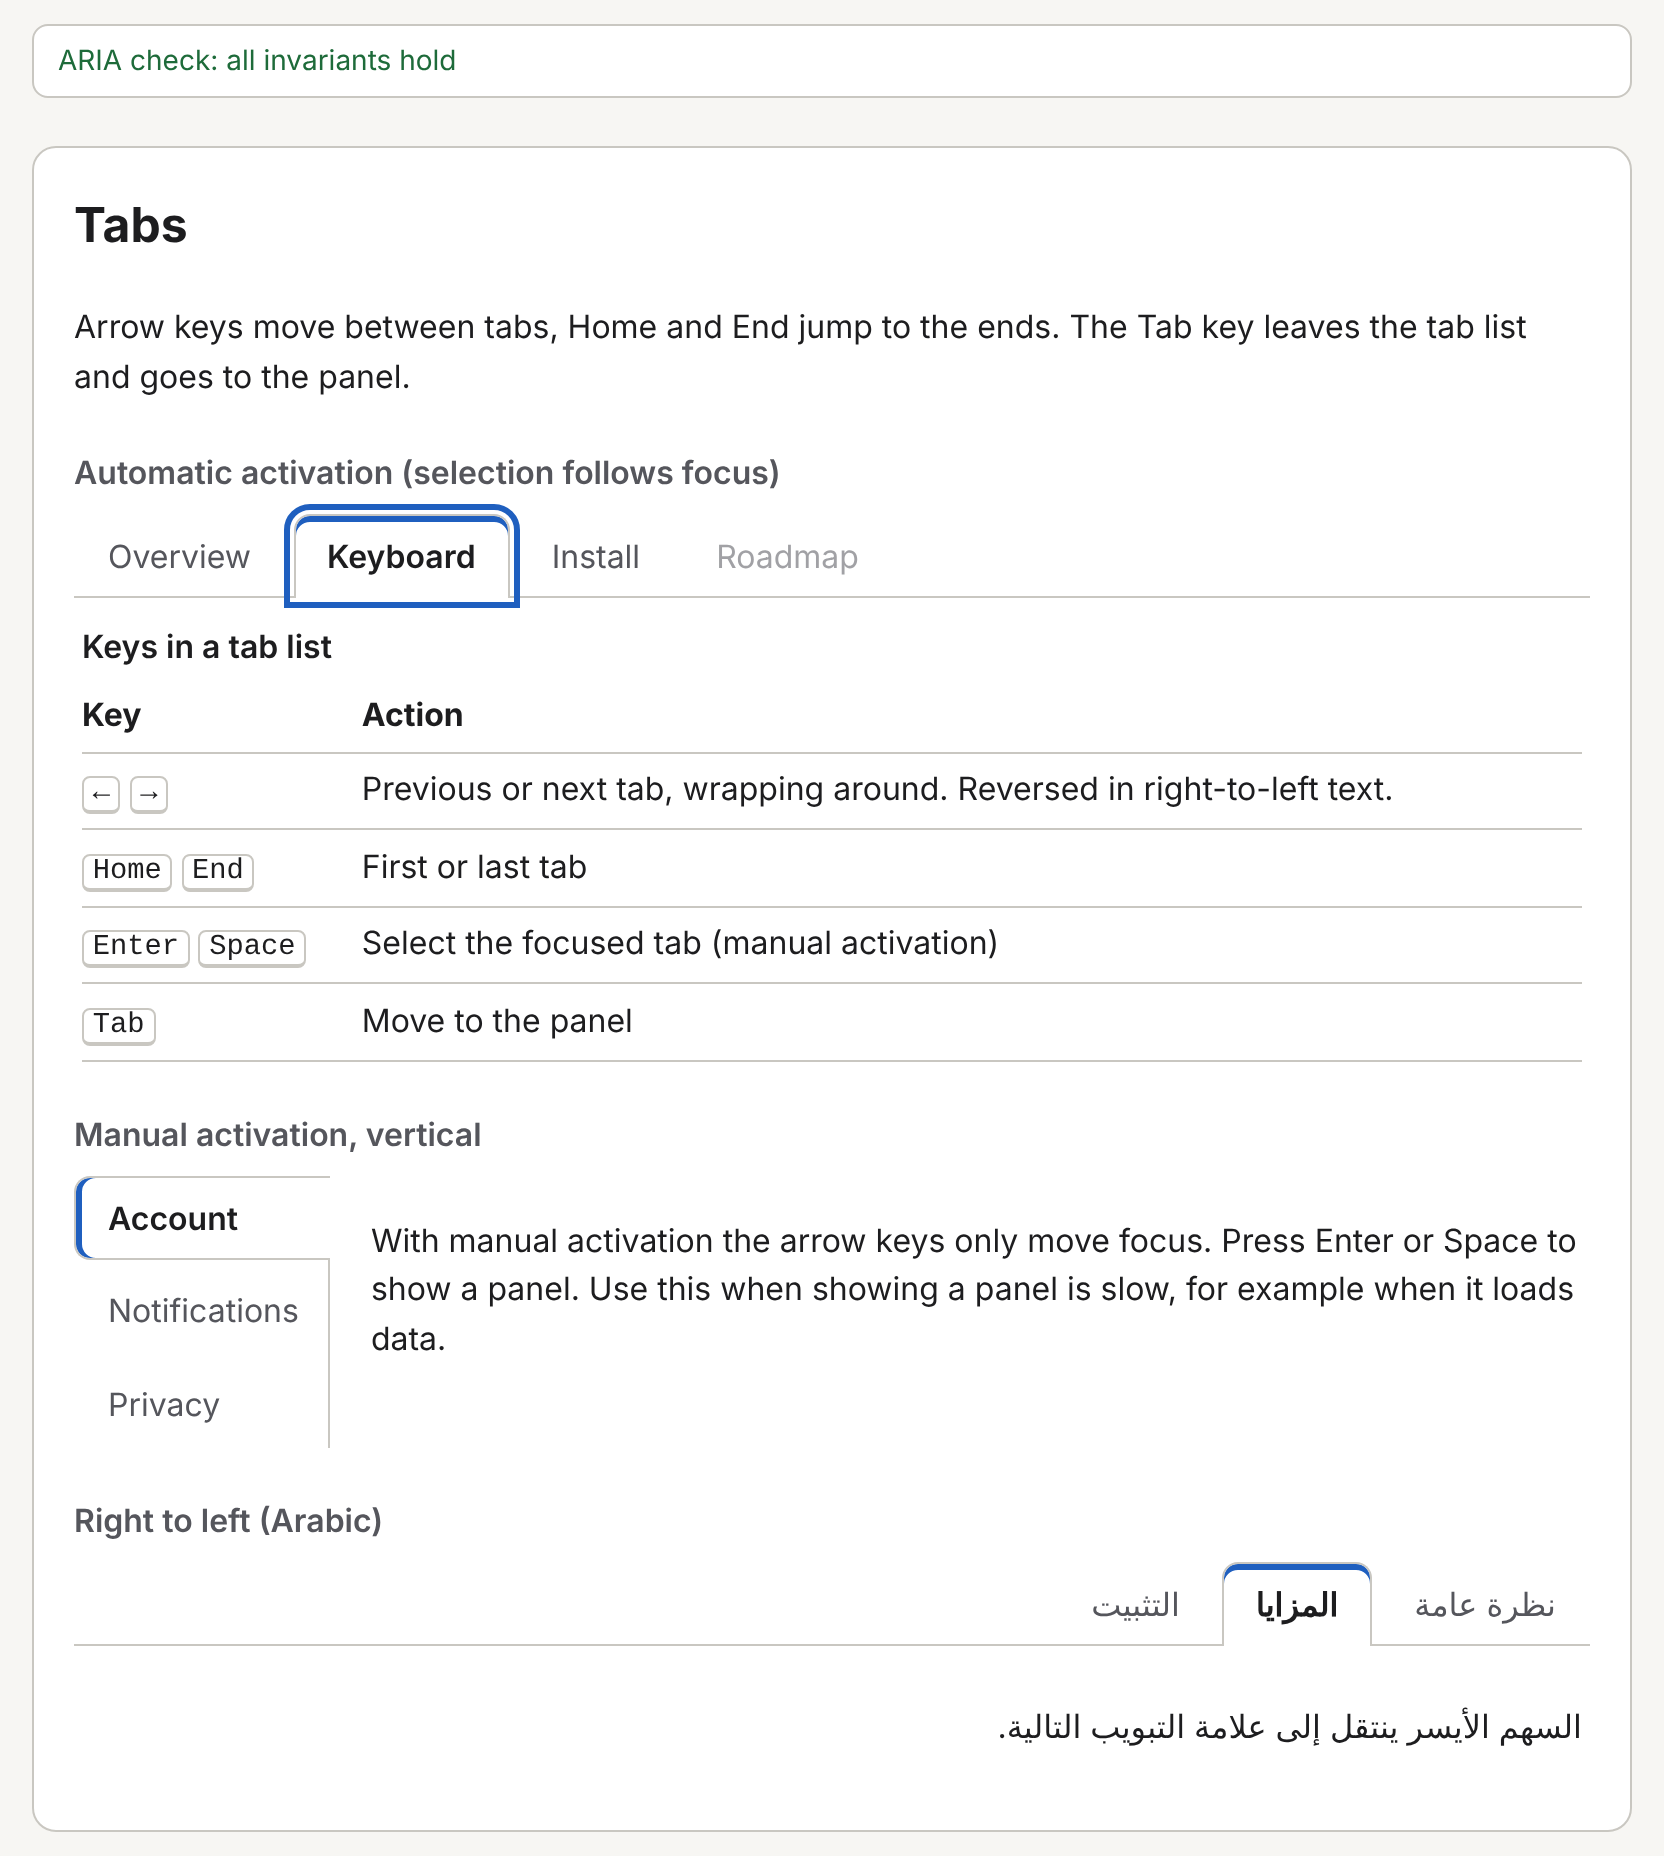 ARIA check: all invariants hold
Tabs
Arrow keys move between tabs, Home and End jump to the ends. The Tab key leaves the tab list
and goes to the panel.
Automatic activation (selection follows focus)
Overview Keyboard Install Roadmap
Keys in a tab list
Key Action
← → Previous or next tab, wrapping around. Reversed in right-to-left text.
Home End First or last tab
Enter Space Select the focused tab (manual activation)
Tab Move to the panel
Manual activation, vertical
Account
Notifications
Privacy
With manual activation the arrow keys only move focus. Press Enter or Space to
show a panel. Use this when showing a panel is slow, for example when it loads
data.
Right to left (Arabic)
نظرة عامة المزايا التثبيت
السهم الأيسر ينتقل إلى علامة التبويب التالية.